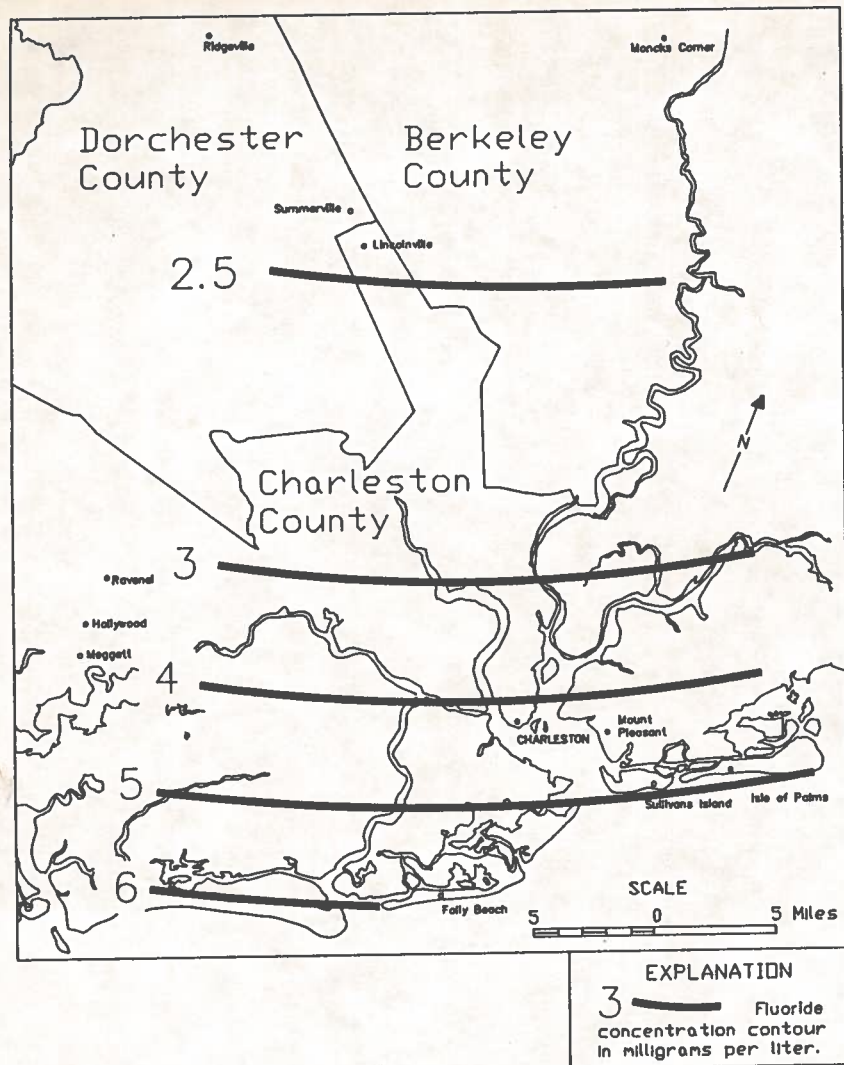 Ridgeville
Moncks Corner
Dorchester
County
Berkeley
County
Summerville
Lincolnville
2.5
N
Charleston
County
3
Ravenel
Hollywood
Meggett
4
CHARLESTON
Mount
Pleasant
5
Sullivans Island
Isle of Palms
6
Folly Beach
SCALE
5 0 5 Miles
EXPLANATION
3 Fluoride
concentration contour
in milligrams per liter.